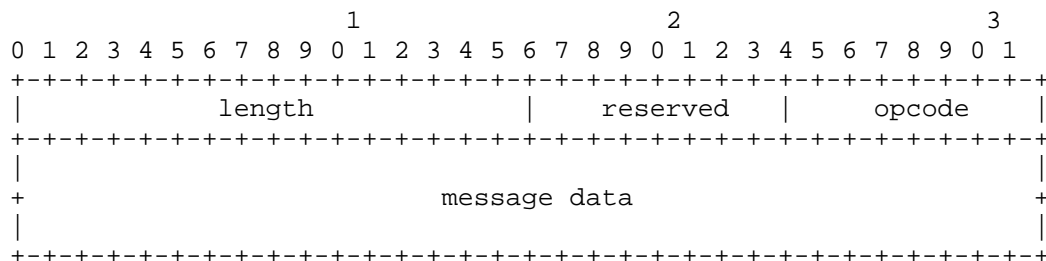 1                   2                   3
0 1 2 3 4 5 6 7 8 9 0 1 2 3 4 5 6 7 8 9 0 1 2 3 4 5 6 7 8 9 0 1
+-+-+-+-+-+-+-+-+-+-+-+-+-+-+-+-+-+-+-+-+-+-+-+-+-+-+-+-+-+-+-+-+
|            length             |   reserved    |     opcode    |
+-+-+-+-+-+-+-+-+-+-+-+-+-+-+-+-+-+-+-+-+-+-+-+-+-+-+-+-+-+-+-+-+
|                                                               |
+                          message data                         +
|                                                               |
+-+-+-+-+-+-+-+-+-+-+-+-+-+-+-+-+-+-+-+-+-+-+-+-+-+-+-+-+-+-+-+-+